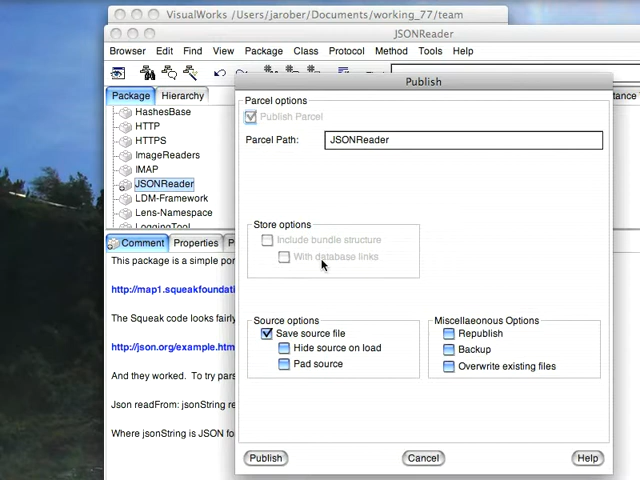 VisualWorks /Users/jarober/Documents/working_77/team
JSONReader
Browser Edit Find View Package Class Protocol Method Tools Help
Publish
Package Hierarchy
HashesBase
HTTP
HTTPS
ImageReaders
IMAP
JSONReader
LDM-Framework
Lens-Namespace
LoggingTool
Comment Properties P
This package is a simple por
http://map1.squeakfoundati
The Squeak code looks fairly
http://json.org/example.htm
And they worked. To try pars
Json readFrom: jsonString re
Where jsonString is JSON fo
Parcel options
Publish Parcel
Parcel Path: JSONReader
Store options
Include bundle structure
With database links
Source options
Save source file
Hide source on load
Pad source
Miscellaeonous Options
Republish
Backup
Overwrite existing files
Publish Cancel Help